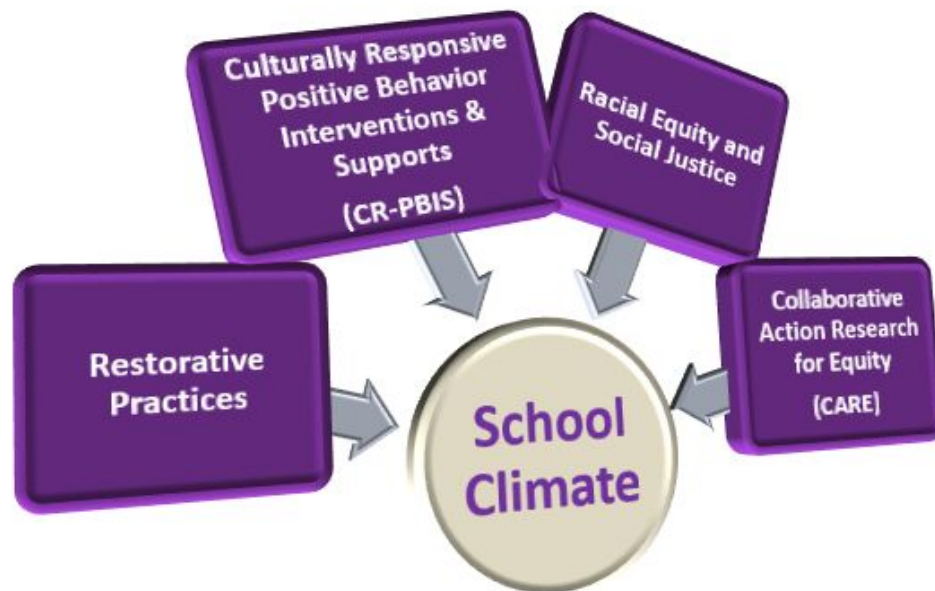 Culturally Responsive
Positive Behavior
Interventions &
Supports
(CR-PBIS)
Racial Equity and
Social Justice
Restorative
Practices
Collaborative
Action Research
for Equity
(CARE)
School
Climate